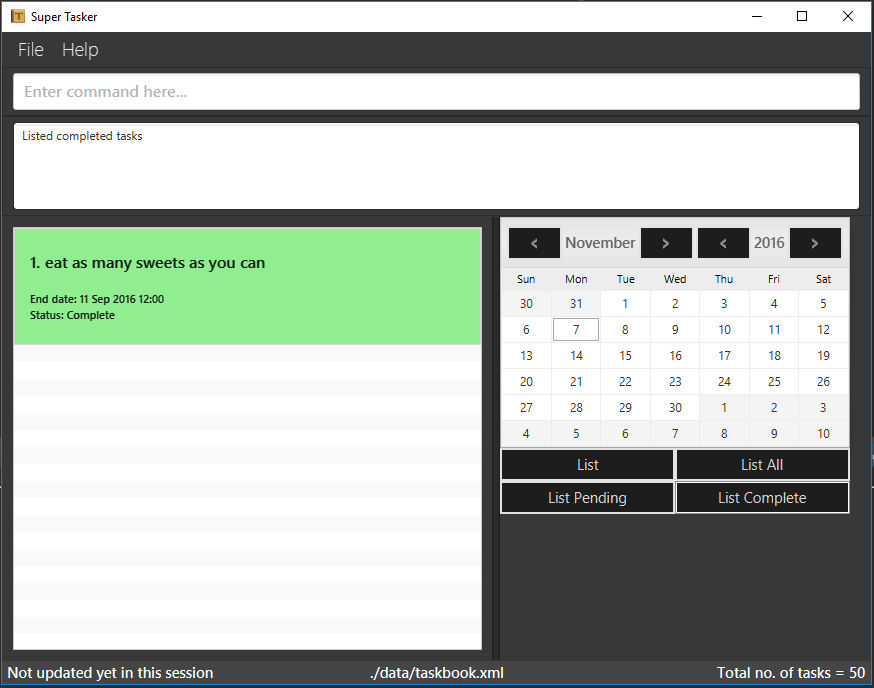 Super Tasker
File Help
Enter command here...
Listed completed tasks
1. eat as many sweets as you can
End date: 11 Sep 2016 12:00
Status: Complete
< November > < 2016 >
Sun Mon Tue Wed Thu Fri Sat
30 31 1 2 3 4 5
6 7 8 9 10 11 12
13 14 15 16 17 18 19
20 21 22 23 24 25 26
27 28 29 30 1 2 3
4 5 6 7 8 9 10
List List All
List Pending List Complete
Not updated yet in this session ./data/taskbook.xml Total no. of tasks = 50